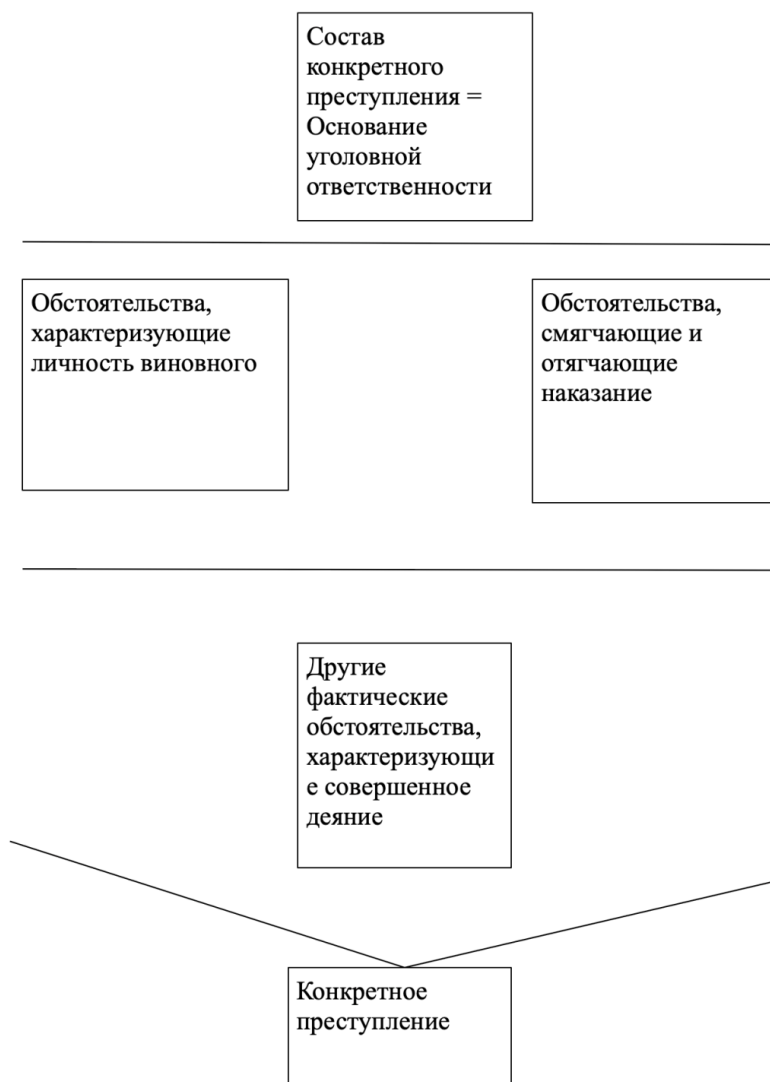 Состав
конкретного
преступления =
Основание
уголовной
ответственности
Обстоятельства,
характеризующие
личность виновного
Обстоятельства,
смягчающие и
отягчающие
наказание
Другие
фактические
обстоятельства,
характеризующи
е совершенное
деяние
Конкретное
преступление